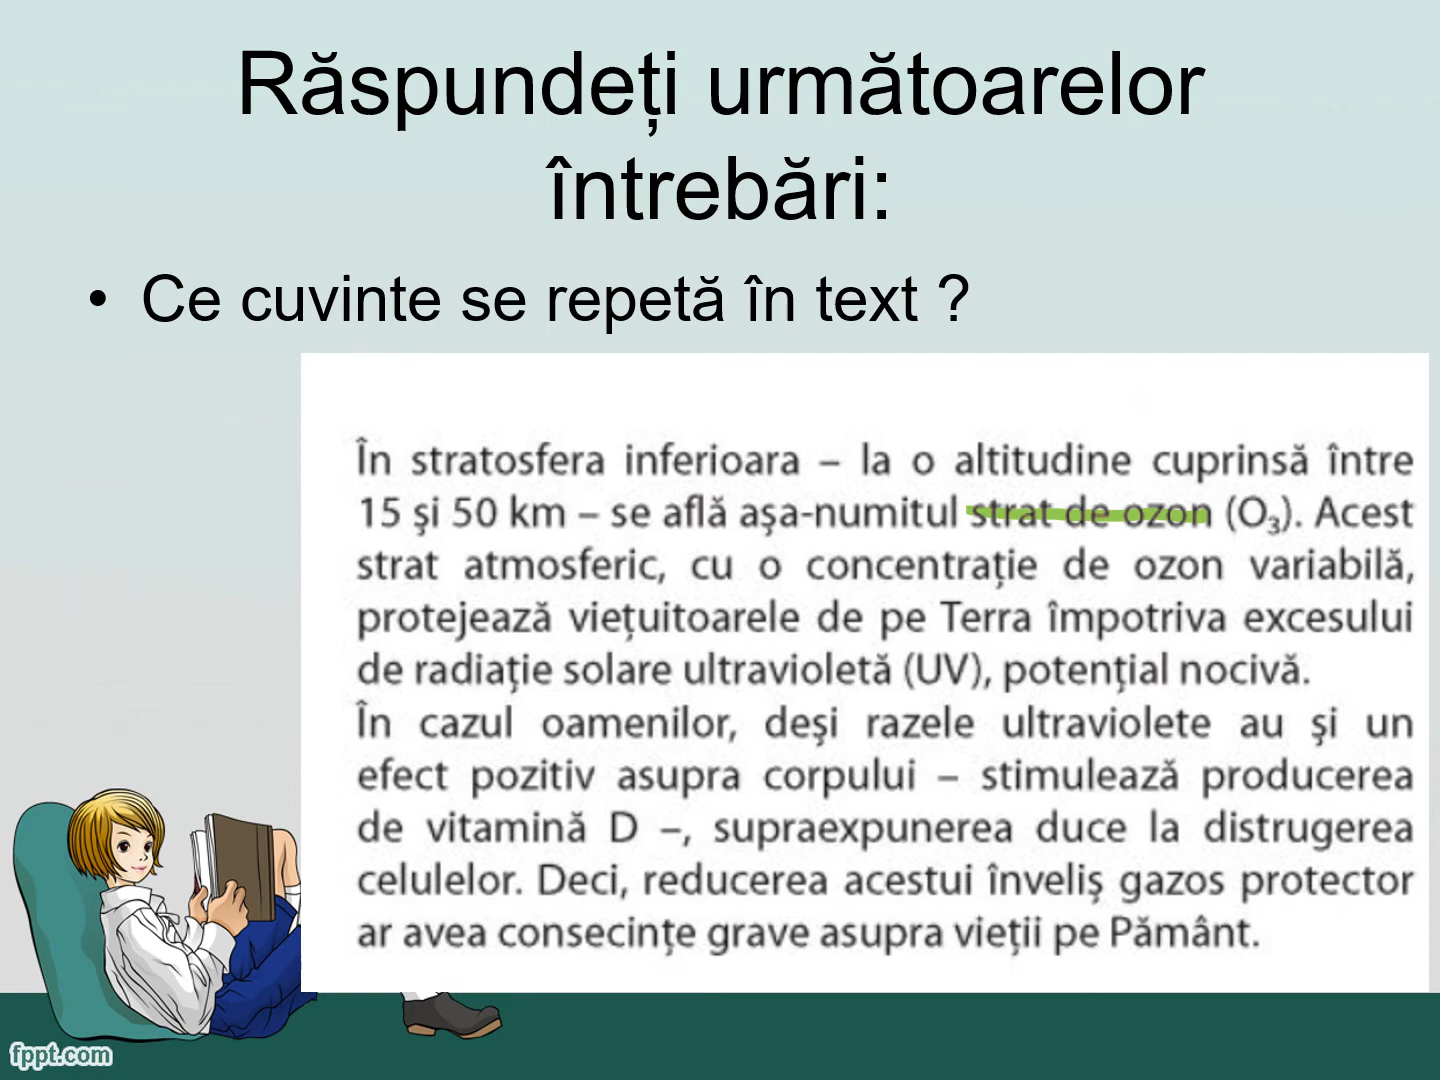 Răspundeți următoarelor
întrebări:
• Ce cuvinte se repetă în text ?
În stratosfera inferioara – la o altitudine cuprinsă între
15 şi 50 km – se află aşa-numitul strat de ozon (O₃). Acest
strat atmosferic, cu o concentraţie de ozon variabilă,
protejează vieţuitoarele de pe Terra împotriva excesului
de radiaţie solare ultravioletă (UV), potenţial nocivă.
În cazul oamenilor, deşi razele ultraviolete au şi un
efect pozitiv asupra corpului – stimulează producerea
de vitamină D –, supraexpunerea duce la distrugerea
celulelor. Deci, reducerea acestui înveliş gazos protector
ar avea consecinţe grave asupra vieţii pe Pământ.
fppt.com